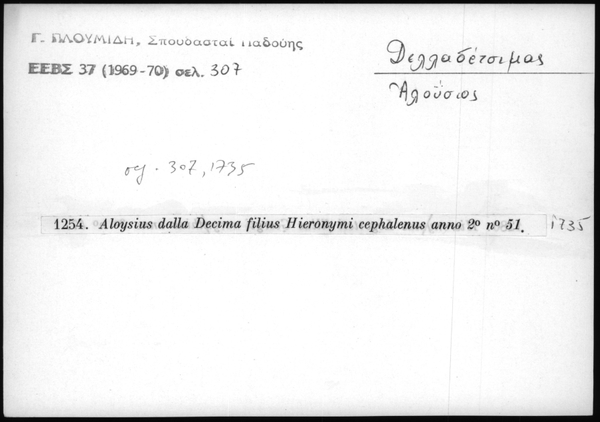 Γ. ΠΛΟΥΜΙΔΗ, Σπουδασταί Παδούης
ΕΕΒΣ 37 (1969-70) σελ. 307
Δελλαδέτσιμας
Ἀλούσιος
σελ. 307, 1735
1254. Aloysius dalla Decima filius Hieronymi cephalenus anno 2º nº 51. 1735